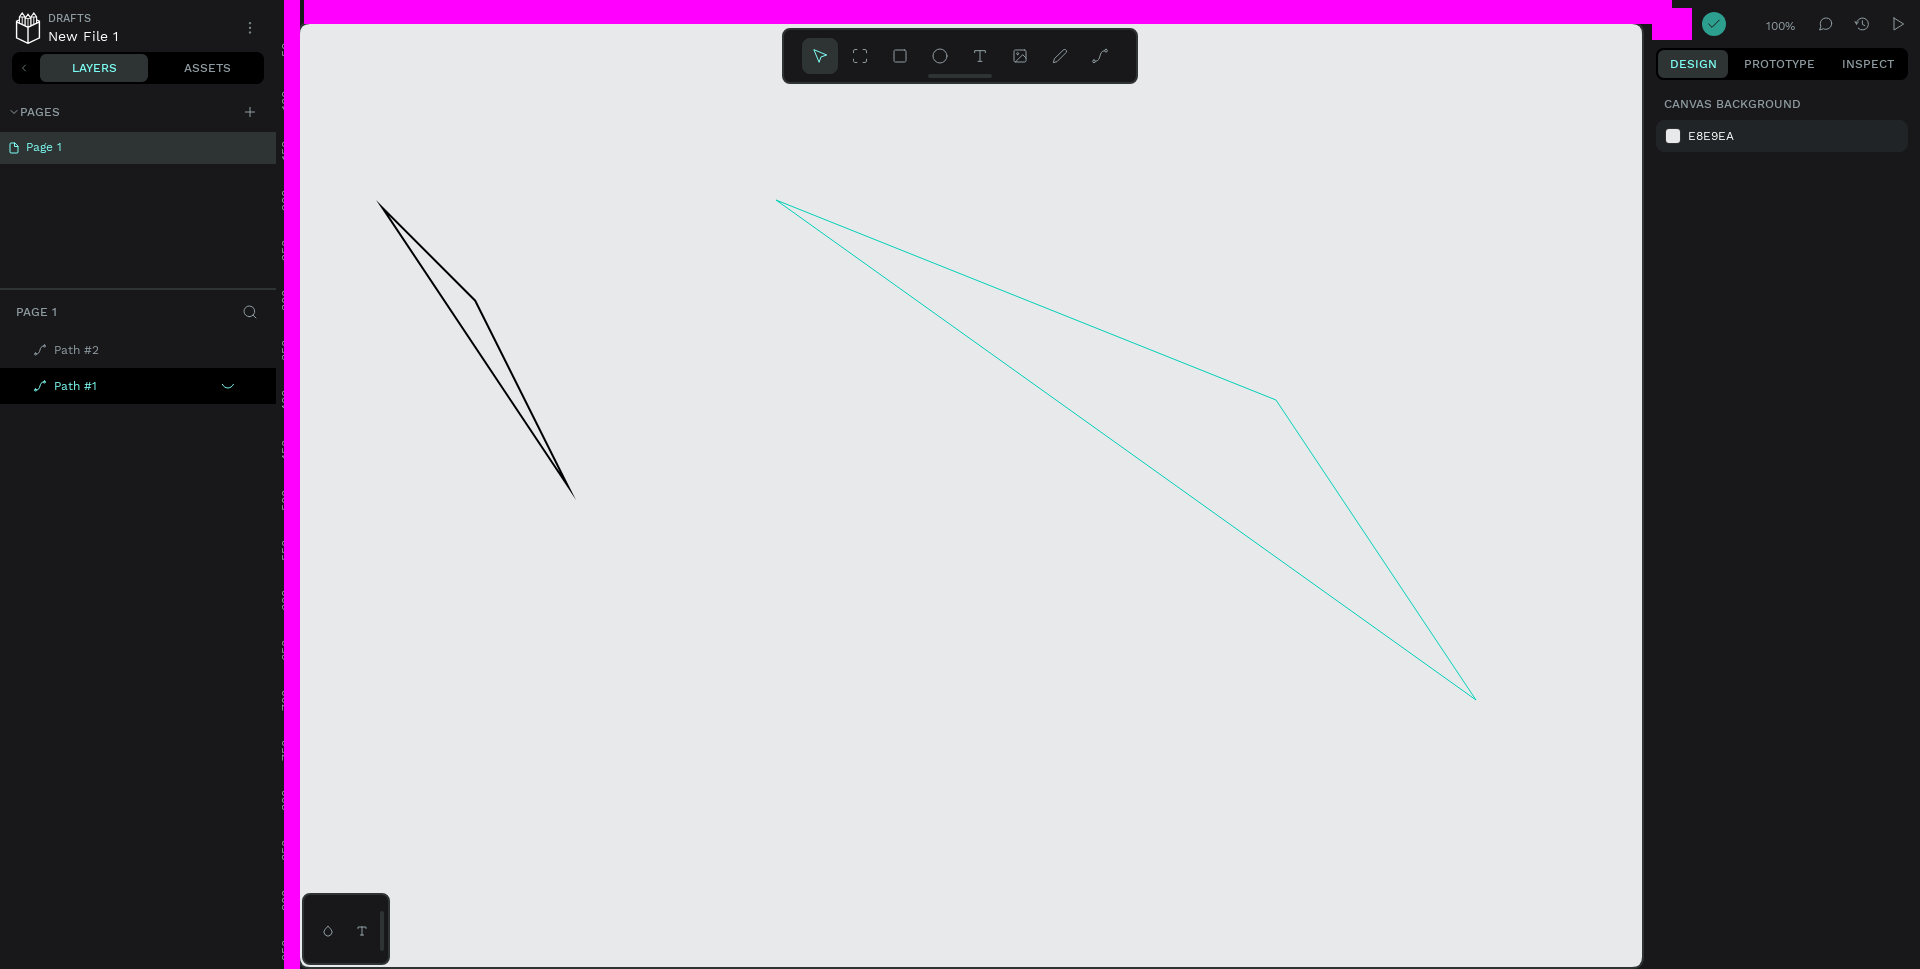 DRAFTS
New File 1
LAYERS
ASSETS
PAGES
Page 1
PAGE 1
Path #2
Path #1
100%
DESIGN
PROTOTYPE
INSPECT
CANVAS BACKGROUND
E8E9EA